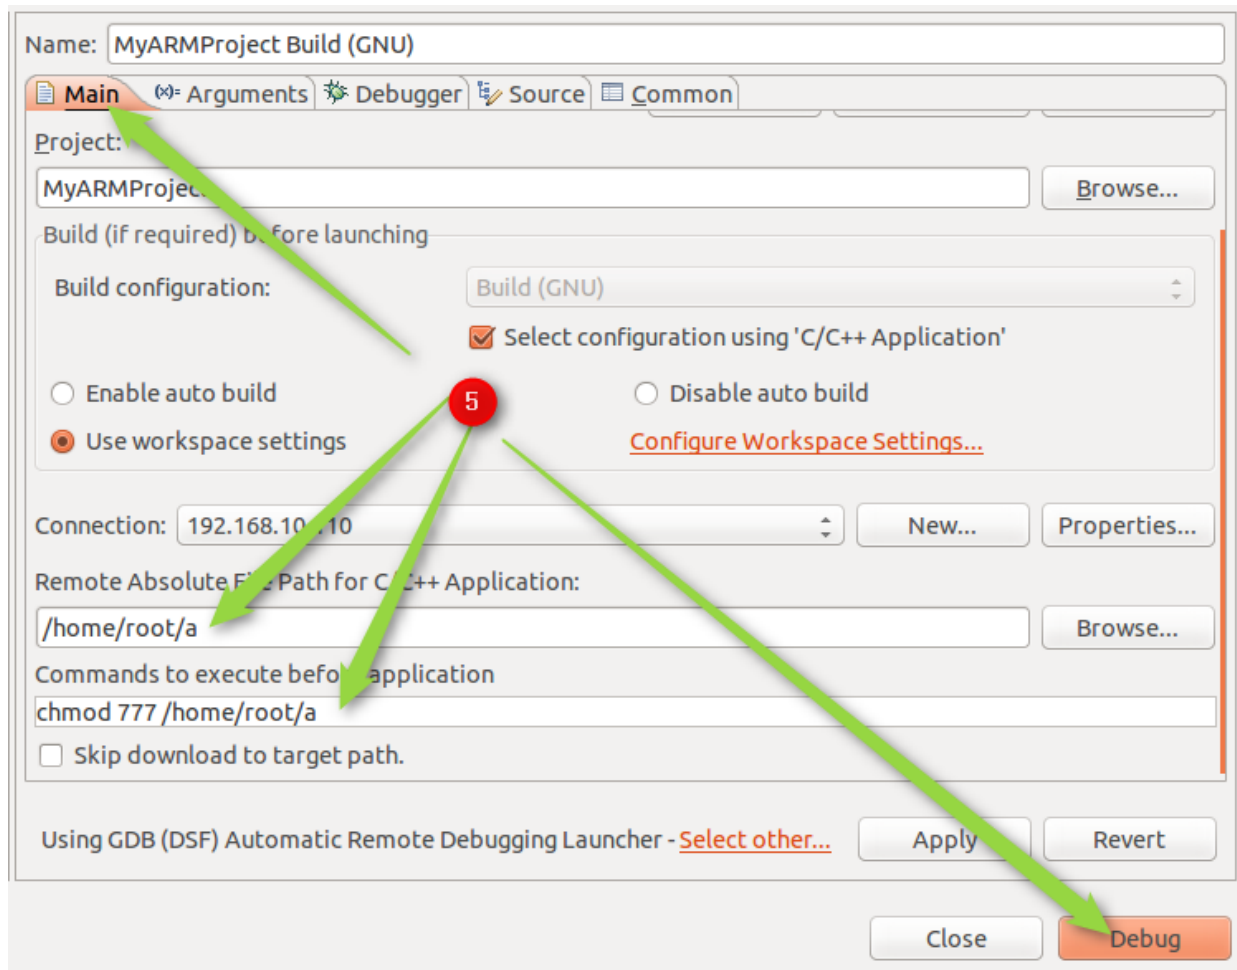 Name: MyARMProject Build (GNU)
Main (x)= Arguments Debugger Source Common
Project:
MyARMProjec
Browse...
Build (if required) before launching
Build configuration: Build (GNU)
Select configuration using 'C/C++ Application'
Enable auto build Disable auto build
5
Use workspace settings Configure Workspace Settings...
Connection: 192.168.10 10 New... Properties...
Remote Absolute File Path for C/C++ Application:
/home/root/a Browse...
Commands to execute before application
chmod 777 /home/root/a
Skip download to target path.
Using GDB (DSF) Automatic Remote Debugging Launcher - Select other... Apply Revert
Close Debug